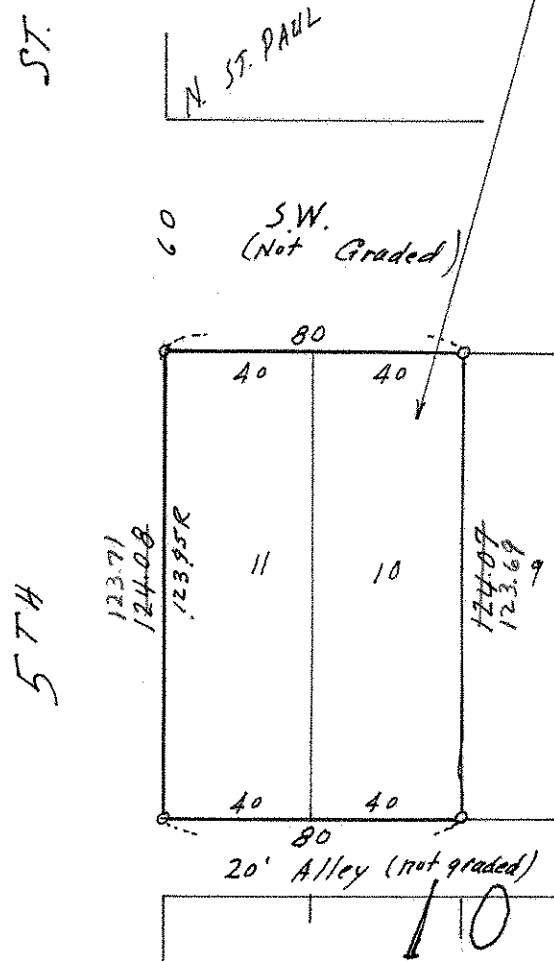 ST.
N. ST. PAUL
60
S.W.
(Not Graded)
80
40 40
123.71
124.08
123.95R
11
10
124.07
123.69
9
5TH
40 40
80
20' Alley (not graded)
10